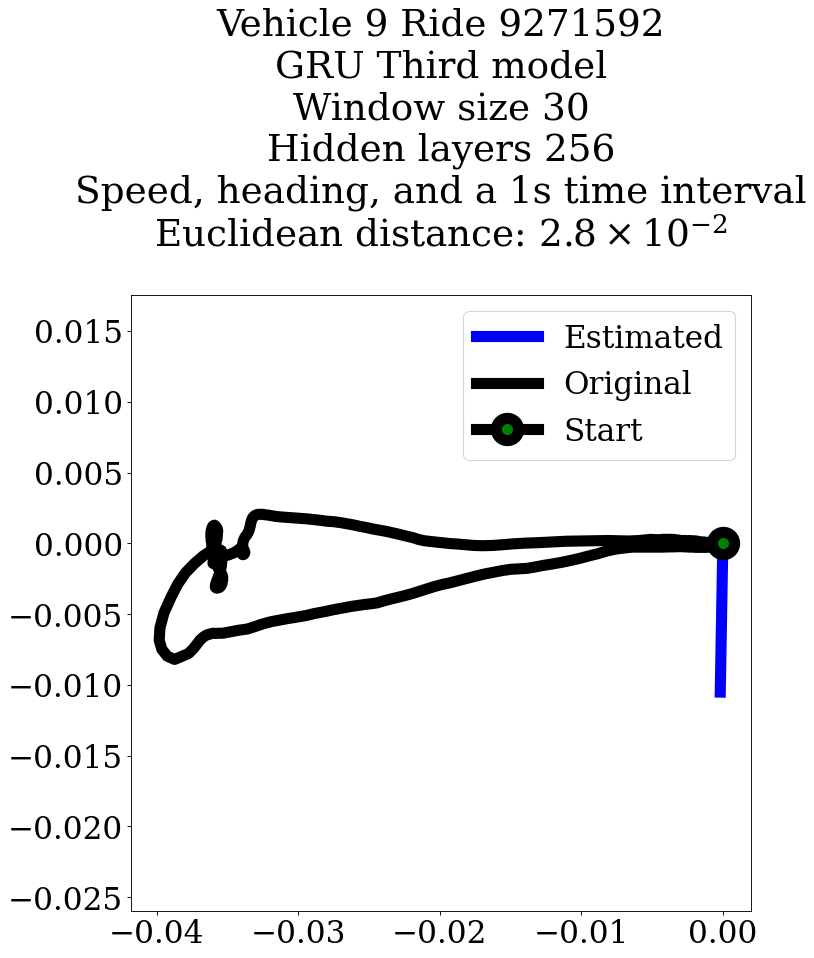 Vehicle 9 Ride 9271592
GRU Third model
Window size 30
Hidden layers 256
Speed, heading, and a 1s time interval
Euclidean distance: 2.8 × 10⁻²
Estimated
Original
Start
0.015
0.010
0.005
0.000
−0.005
−0.010
−0.015
−0.020
−0.025
−0.04 −0.03 −0.02 −0.01 0.00